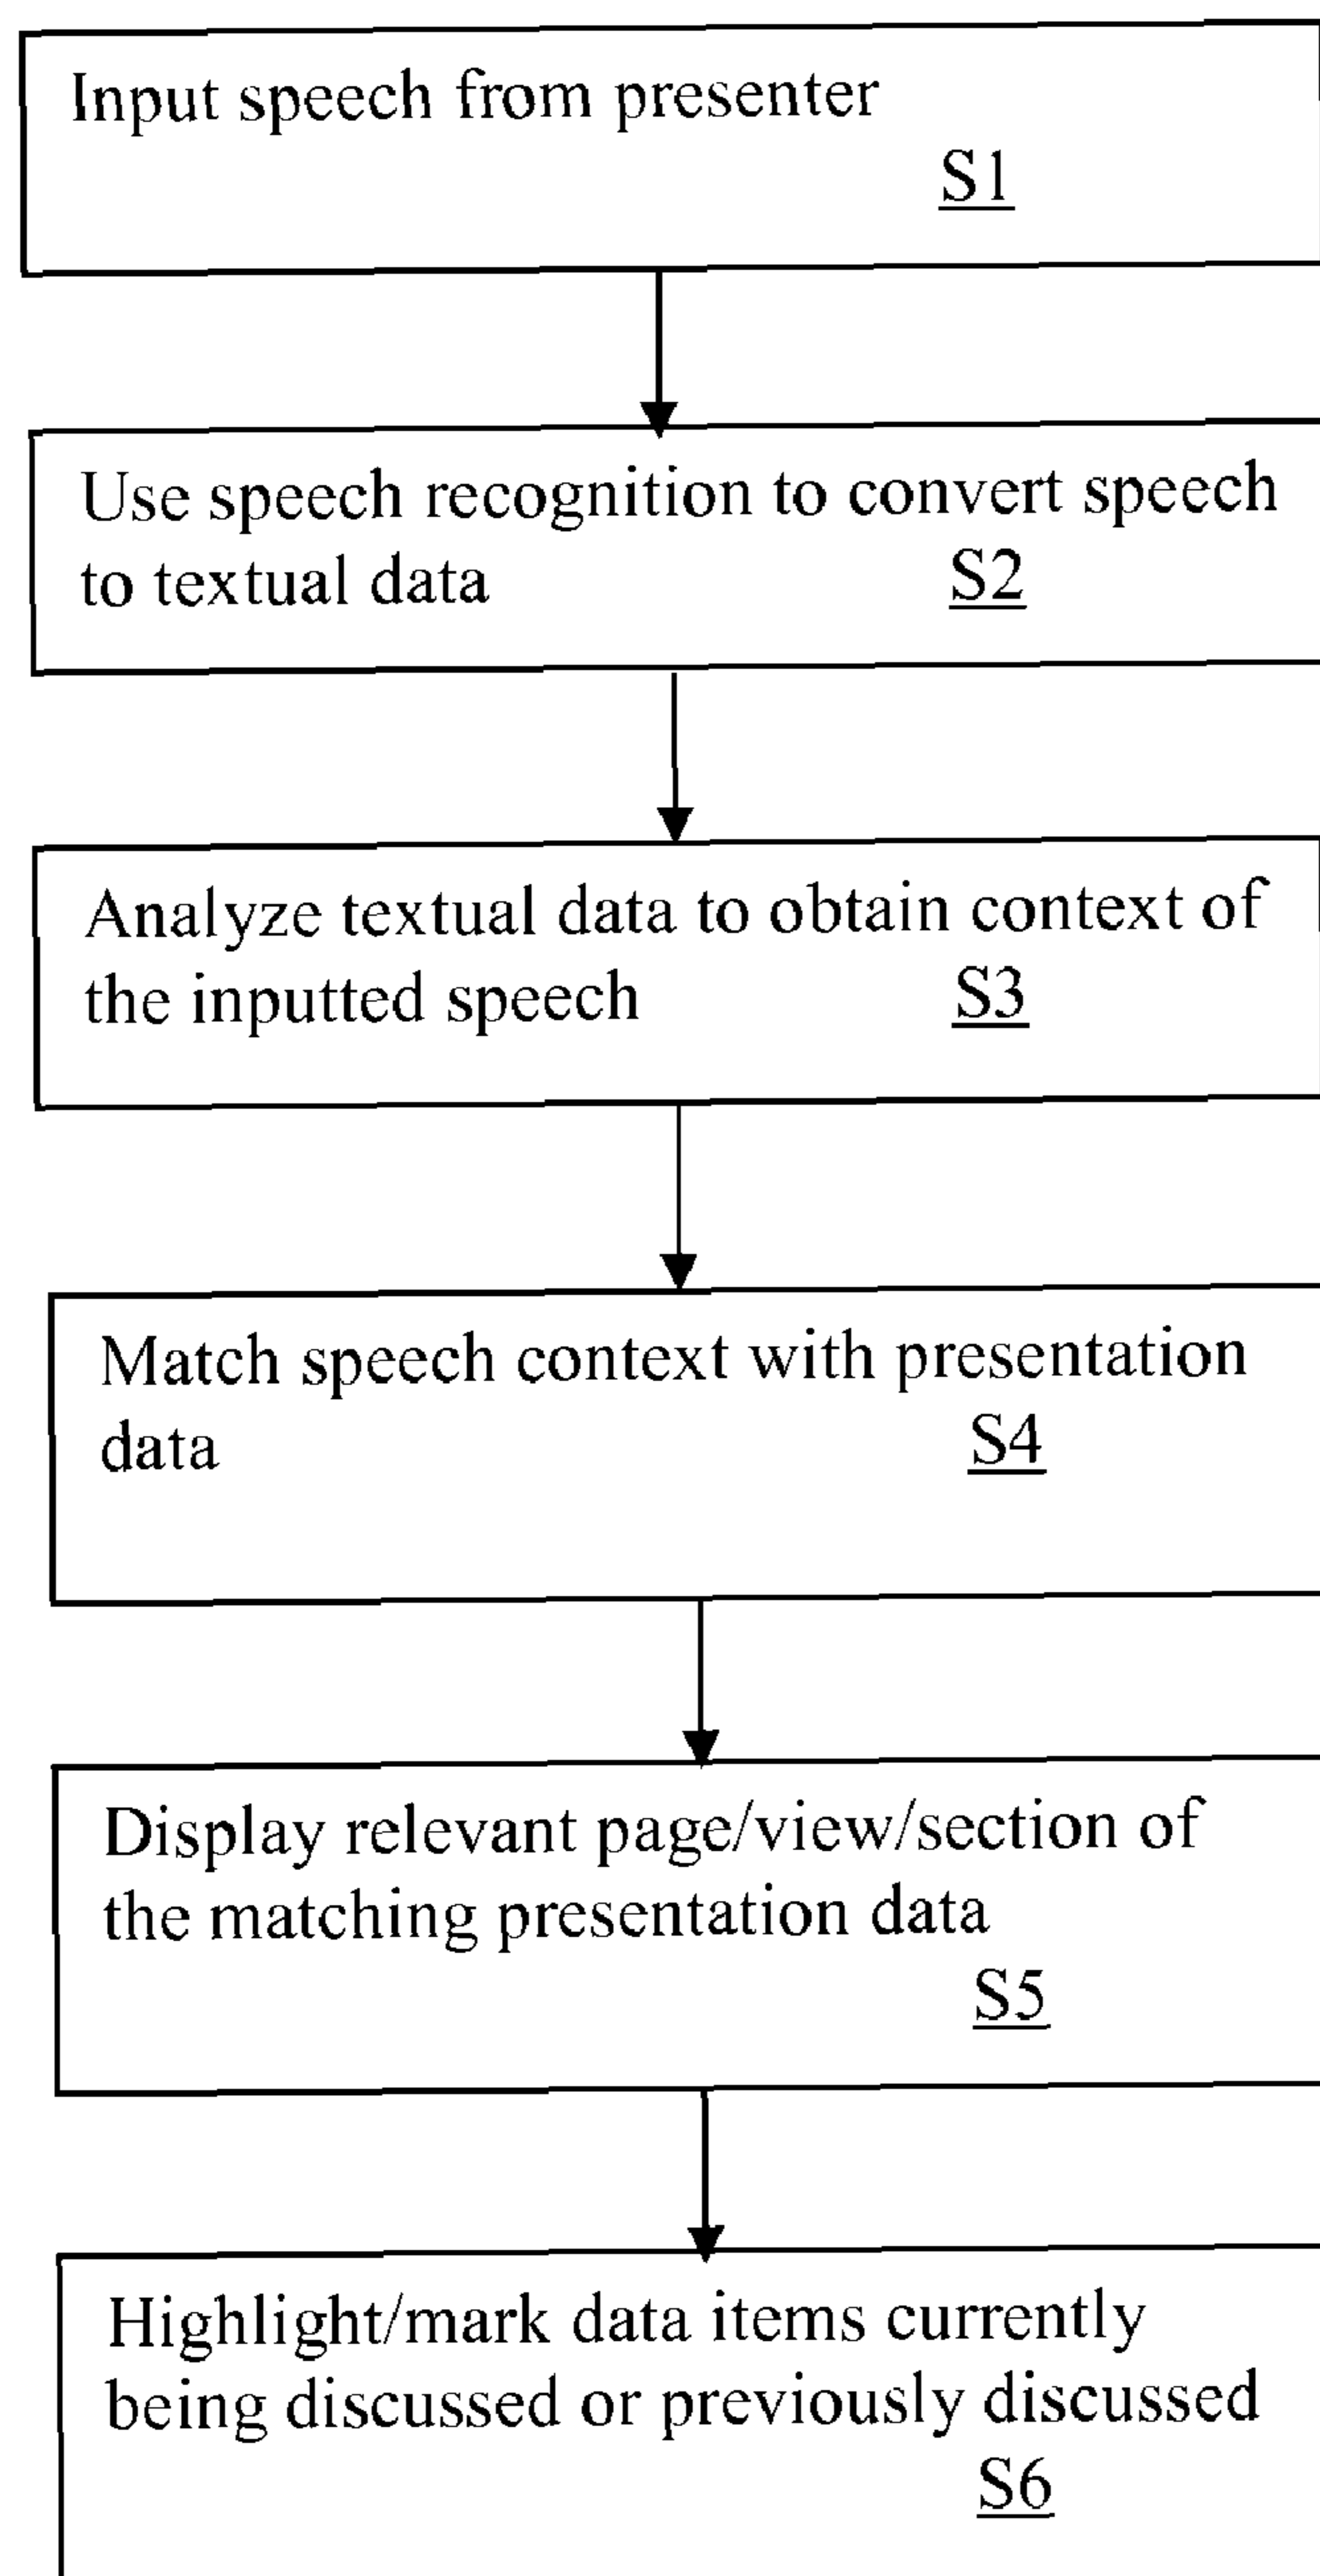 Input speech from presenter
S1
Use speech recognition to convert speech
to textual data S2
Analyze textual data to obtain context of
the inputted speech S3
Match speech context with presentation
data S4
Display relevant page/view/section of
the matching presentation data
S5
Highlight/mark data items currently
being discussed or previously discussed
S6